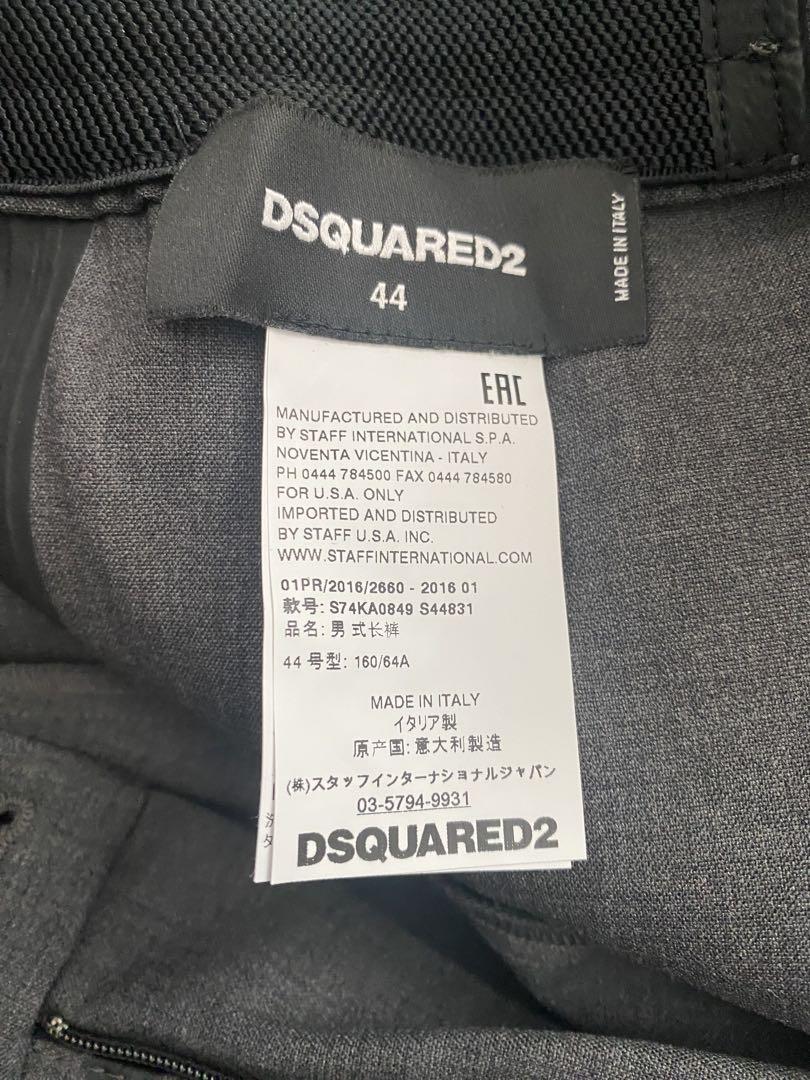 DSQUARED2
44
MADE IN ITALY
EAC
MANUFACTURED AND DISTRIBUTED
BY STAFF INTERNATIONAL S.P.A.
NOVENTA VICENTINA - ITALY
PH 0444 784500 FAX 0444 784580
FOR U.S.A. ONLY
IMPORTED AND DISTRIBUTED
BY STAFF U.S.A. INC.
WWW.STAFFINTERNATIONAL.COM
01PR/2016/2660 - 2016 01
款号: S74KA0849 S44831
品名: 男 式长裤
44 号型: 160/64A
MADE IN ITALY
イタリア製
原产国: 意大利製造
(株)スタッフインターナショナルジャパン
03-5794-9931
DSQUARED2